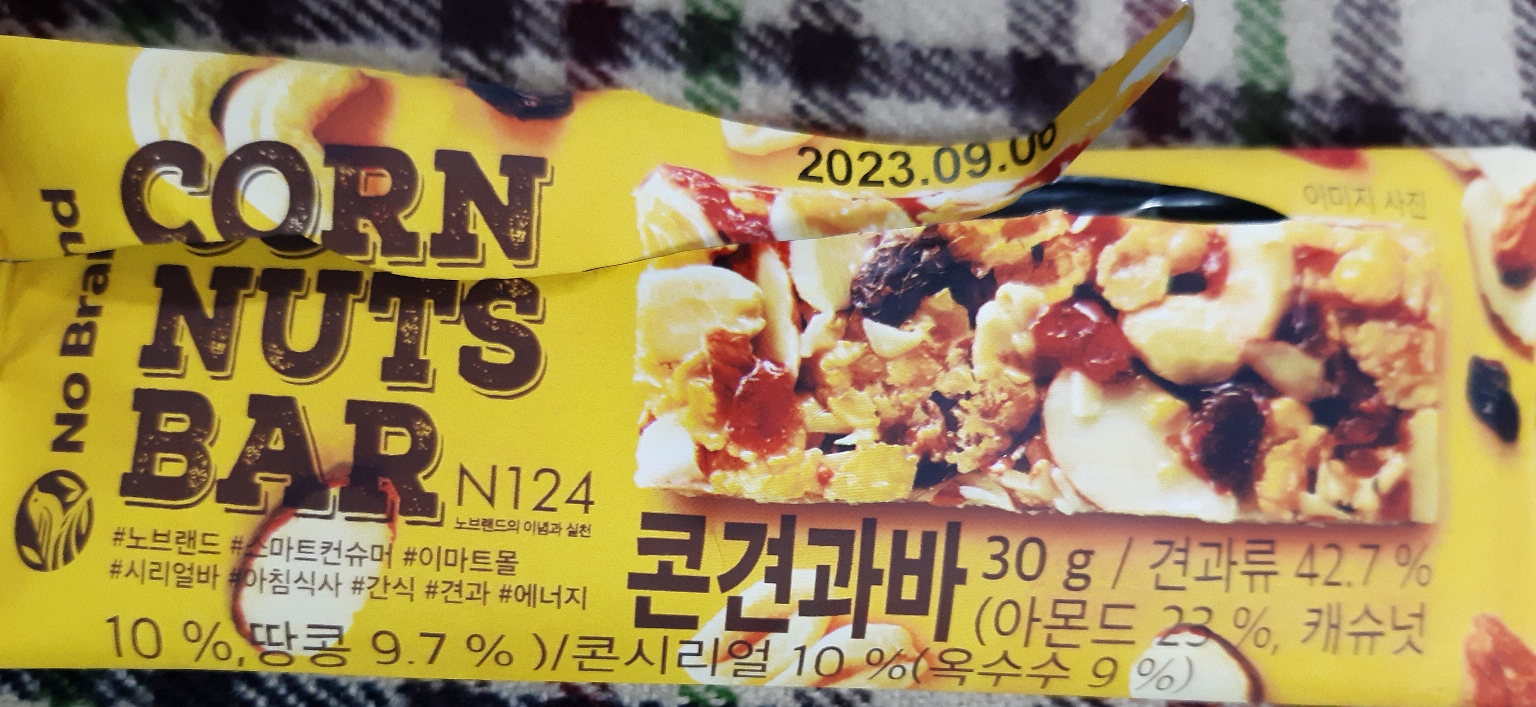 No Brand
CORN
NUTS
BAR
N124
노브랜드의 이념과 실천
#노브랜드 #스마트컨슈머 #이마트몰
#시리얼바 #아침식사 #간식 #견과 #에너지
2023.09.06
이미지 사진
콘견과바 30 g / 견과류 42.7 %
(아몬드 23 %, 캐슈넛
10 %,땅콩 9.7 % )/콘시리얼 10 %(옥수수 9 %)